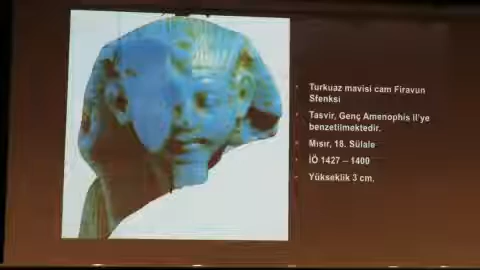 Turkuaz mavisi cam Firavun
Sfenksi
Tasvir, Genç Amenophis II'ye
benzetilmektedir.
Mısır, 18. Sülale
İÖ 1427 – 1400
Yükseklik 3 cm.